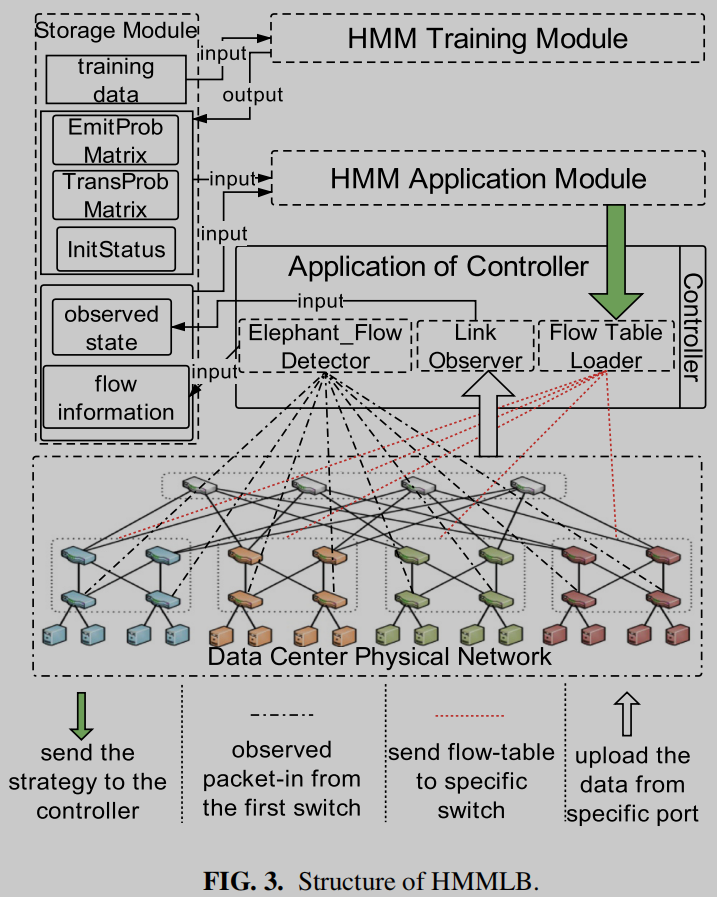 Storage Module
training
data
input
output
HMM Training Module
EmitProb
Matrix
TransProb
Matrix
InitStatus
input
HMM Application Module
input
Application of Controller
Controller
observed
state
input
Elephant_Flow
Detector
Link
Observer
Flow Table
Loader
input
flow
information
Data Center Physical Network
send the
strategy to the
controller
observed
packet-in from
the first switch
send flow-table
to specific
switch
upload the
data from
specific port
FIG. 3. Structure of HMMLB.